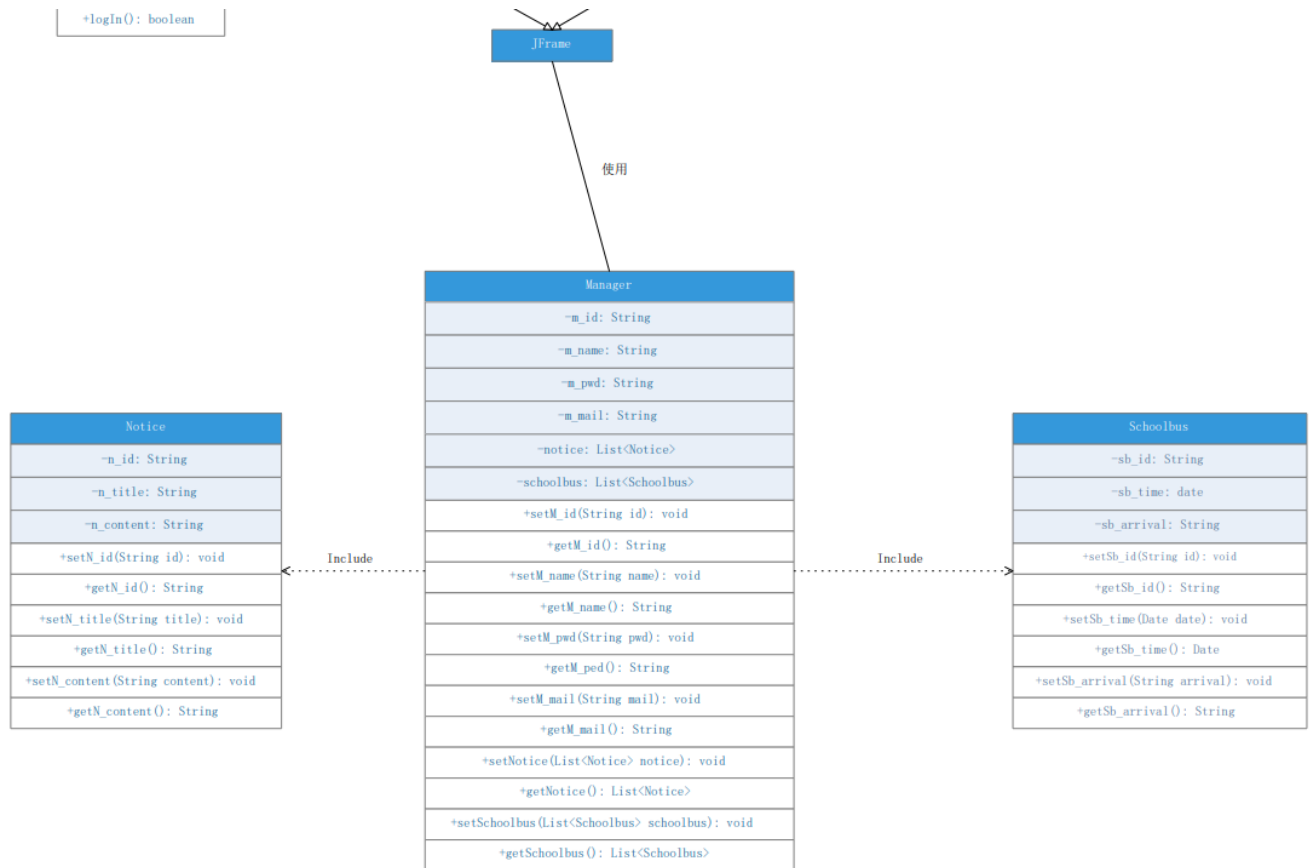 +logIn(): boolean
JFrame
使用
Manager
-m_id: String
-m_name: String
-m_pwd: String
-m_mail: String
-notice: List<Notice>
-schoolbus: List<Schoolbus>
+setM_id(String id): void
+getM_id(): String
+setM_name(String name): void
+getM_name(): String
+setM_pwd(String pwd): void
+getM_ped(): String
+setM_mail(String mail): void
+getM_mail(): String
+setNotice(List<Notice> notice): void
+getNotice(): List<Notice>
+setSchoolbus(List<Schoolbus> schoolbus): void
+getSchoolbus(): List<Schoolbus>
Notice
-n_id: String
-n_title: String
-n_content: String
+setN_id(String id): void
+getN_id(): String
+setN_title(String title): void
+getN_title(): String
+setN_content(String content): void
+getN_content(): String
Include
Include
Schoolbus
-sb_id: String
-sb_time: date
-sb_arrival: String
+setSb_id(String id): void
+getSb_id(): String
+setSb_time(Date date): void
+getSb_time(): Date
+setSb_arrival(String arrival): void
+getSb_arrival(): String